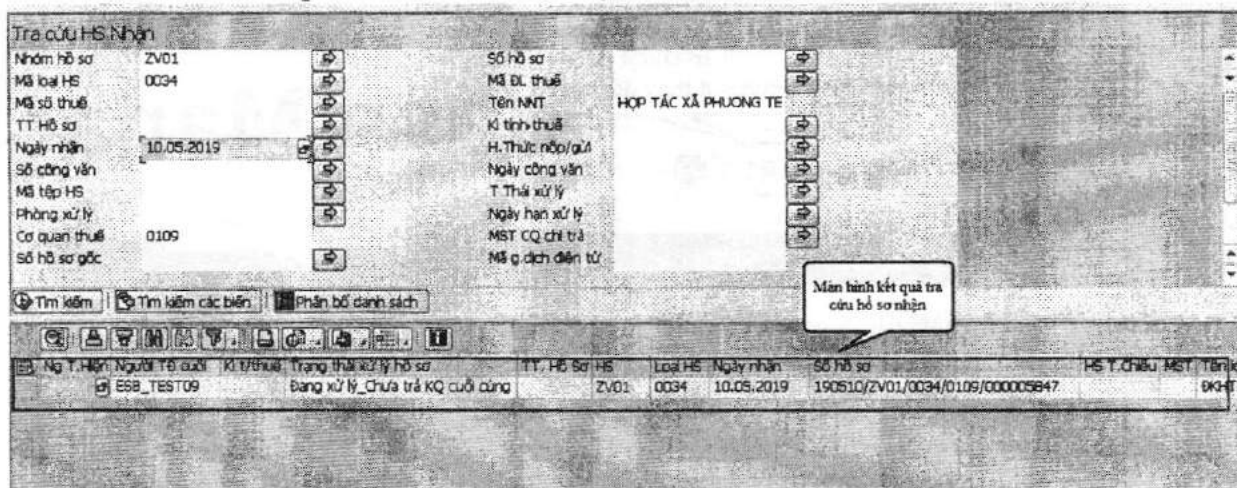 Tra cứu HS Nhận
Nhóm hồ sơ ZV01 Số hồ sơ
Mã loại HS 0034 Mã ĐL thuế
Mã số thuế Tên NNT HỢP TÁC XÃ PHUONG TE
TT Hồ sơ Kì tính thuế
Ngày nhận 10.05.2019 H.Thức nộp/gửi
Số công văn Ngày công văn
Mã tệp HS T.Thái xử lý
Phòng xử lý Ngày hạn xử lý
Cơ quan thuế 0109 MST CQ chi trả
Số hồ sơ gốc Mã g.dịch điện tử
Màn hình kết quả tra
cứu hồ sơ nhận
Tìm kiếm Tìm kiếm các biến Phân bổ danh sách
Ng T.Hiện Người TĐ cuối Kì t/thuế Trạng thái xử lý hồ sơ TT. Hồ Sơ HS Loại HS Ngày nhận Số hồ sơ HS T.Chiếu MST Tên
ESB_TEST09 Đang xử lý_Chưa trả KQ cuối cùng ZV01 0034 10.05.2019 190510/ZV01/0034/0109/000005847 ĐKHT